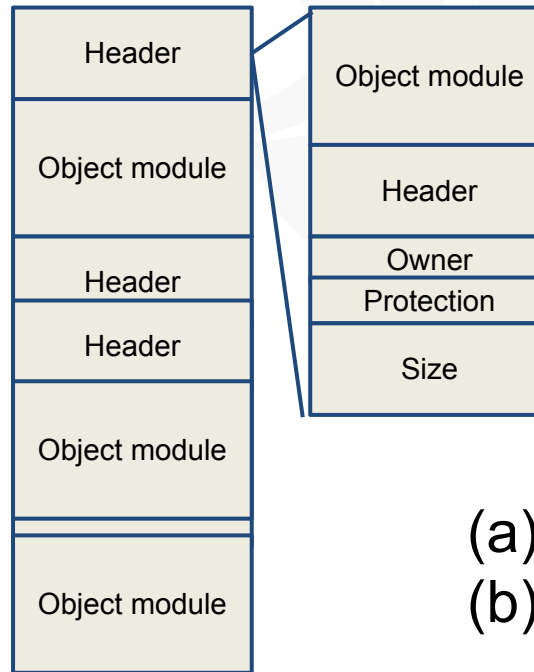 Header
Object module
Header
Header
Object module
Object module
Object module
Header
Owner
Protection
Size
(a)
(b)